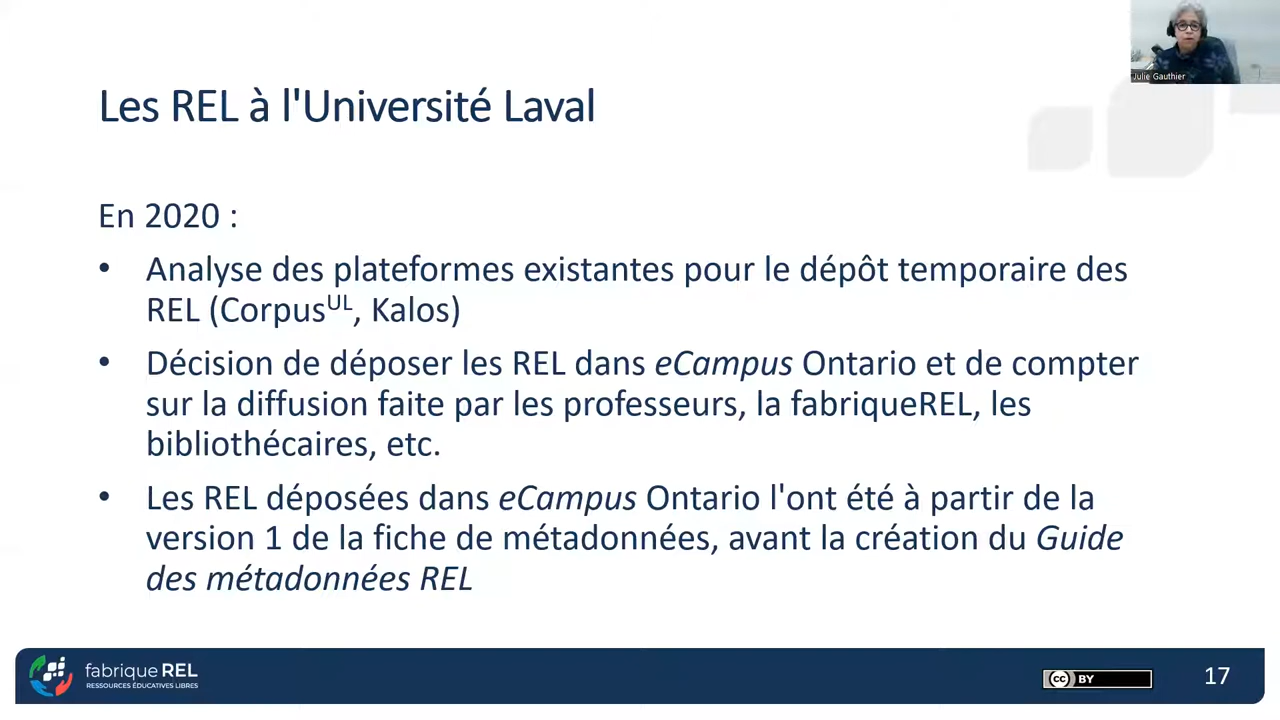 Julie Gauthier
Les REL à l'Université Laval
En 2020 :
• Analyse des plateformes existantes pour le dépôt temporaire des
REL (CorpusUL, Kalos)
• Décision de déposer les REL dans eCampus Ontario et de compter
sur la diffusion faite par les professeurs, la fabriqueREL, les
bibliothécaires, etc.
• Les REL déposées dans eCampus Ontario l'ont été à partir de la
version 1 de la fiche de métadonnées, avant la création du Guide
des métadonnées REL
fabrique REL
RESSOURCES ÉDUCATIVES LIBRES
cc BY
17